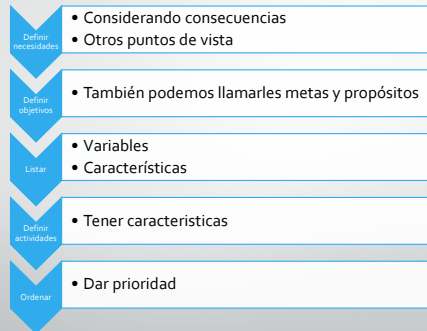 Definir
necesidades
• Considerando consecuencias
• Otros puntos de vista
Definir
objetivos
• También podemos llamarles metas y propósitos
Listar
• Variables
• Características
Definir
actividades
• Tener caracteristicas
Ordenar
• Dar prioridad